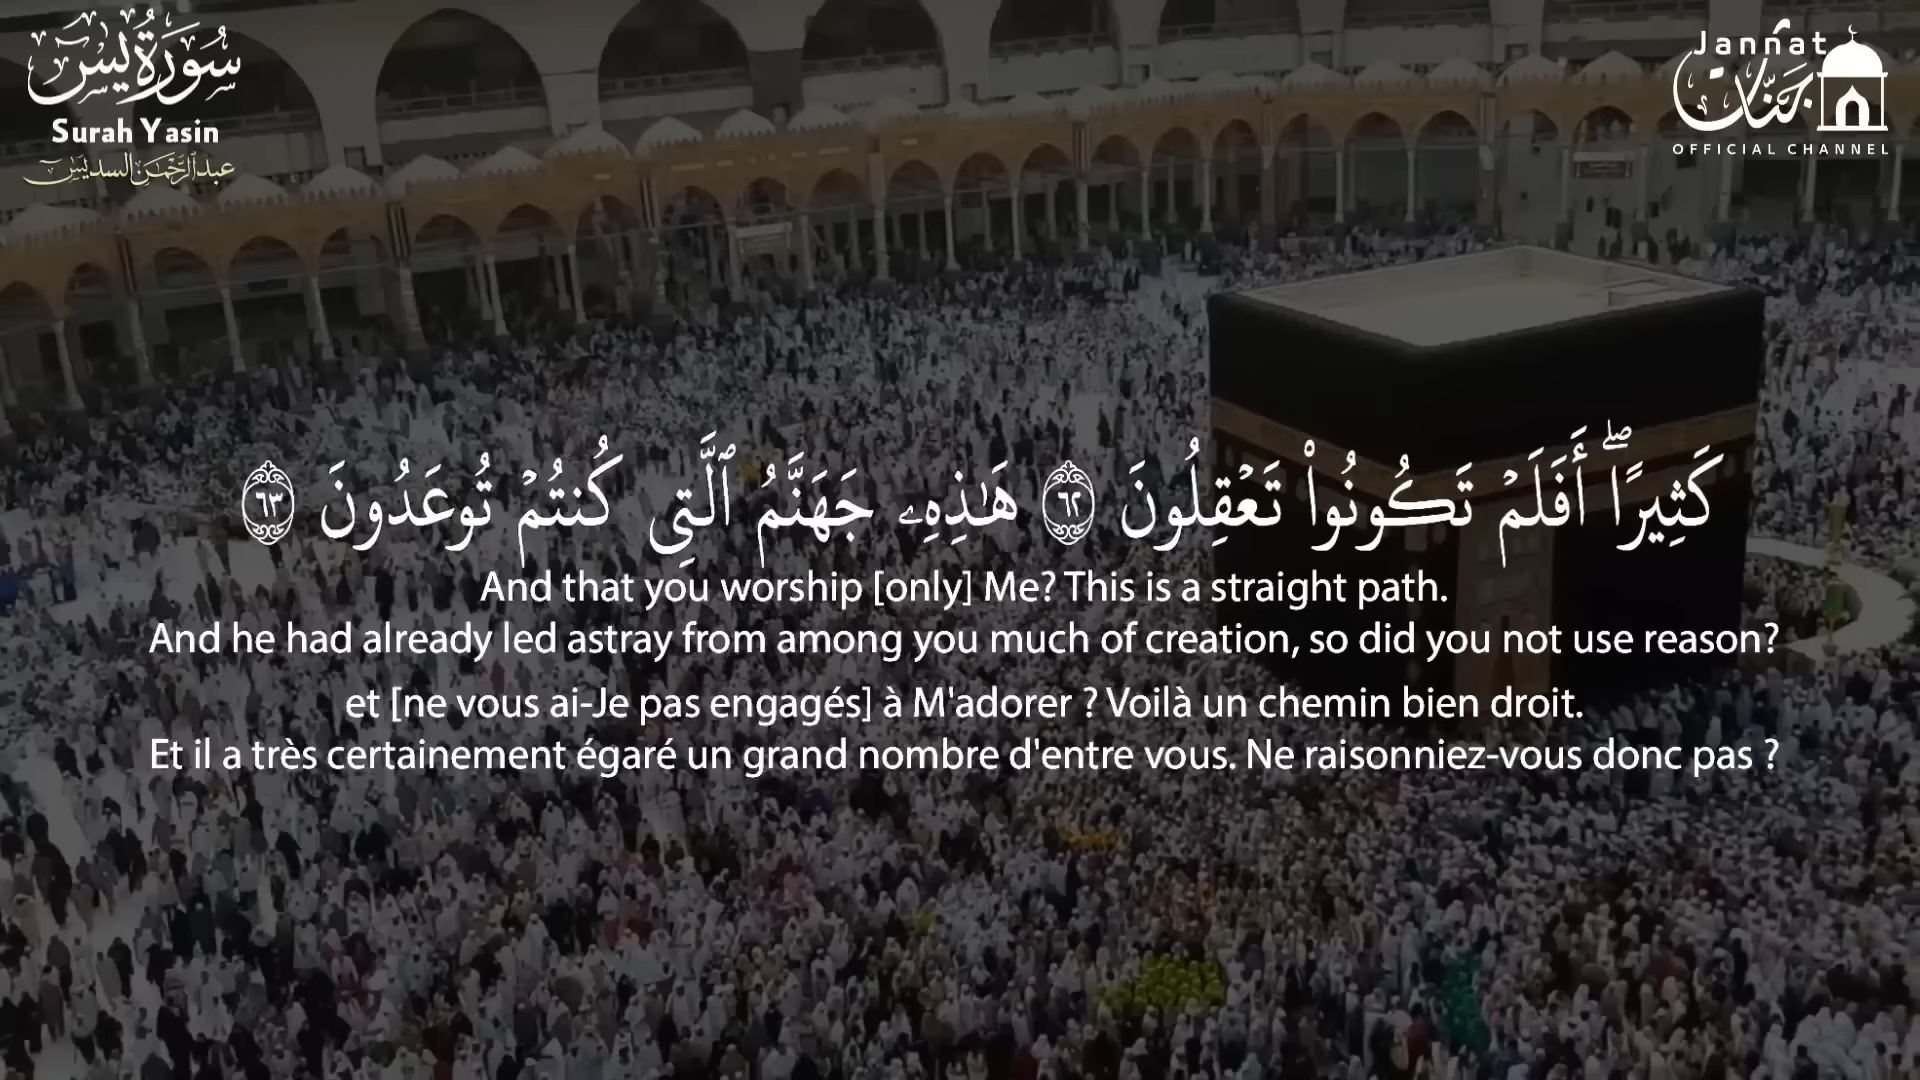 سُورَةُ يسٓ
Surah Yasin
عبد الرَّحْمَن السديس
Jannat
جَنَّات
OFFICIAL CHANNEL
كَثِيرًاۖ أَفَلَمۡ تَكُونُواْ تَعۡقِلُونَ ٦٢ هَٰذِهِۦ جَهَنَّمُ ٱلَّتِي كُنتُمۡ تُوعَدُونَ ٦٣
And that you worship [only] Me? This is a straight path.
And he had already led astray from among you much of creation, so did you not use reason?
et [ne vous ai-Je pas engagés] à M'adorer ? Voilà un chemin bien droit.
Et il a très certainement égaré un grand nombre d'entre vous. Ne raisonniez-vous donc pas ?